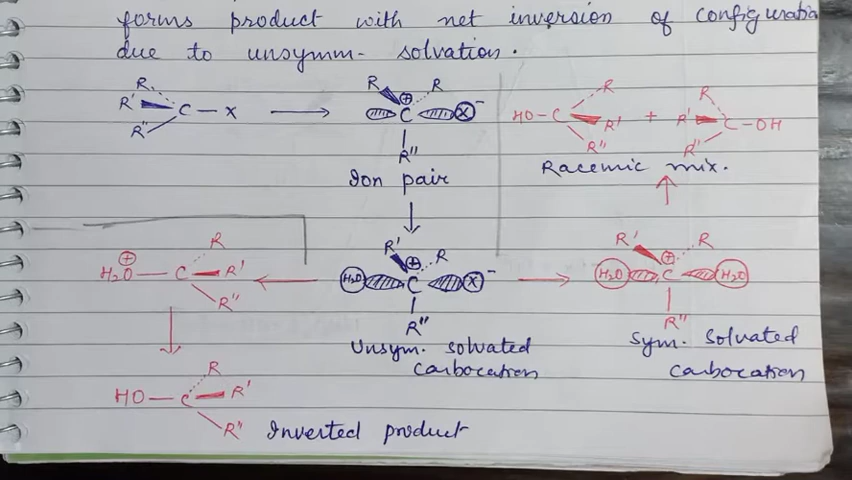 forms product with net inversion of configuration
due to unsymm- solvation.
R
R'
C—X
R"
R
⊕
R
C
X⁻
R"
Ion pair
R
HO—C
R'
R"
+
R
R'
C—OH
R"
Racemic mix.
⊕
H₂O—C
R
R'
R"
R'
⊕
R
H₂O
C
X⁻
R"
Unsym. solvated
carbocation
R'
⊕
R
H₂O
C
H₂O
R"
Sym. solvated
carbocation
R
HO—C
R'
R"
Inverted product